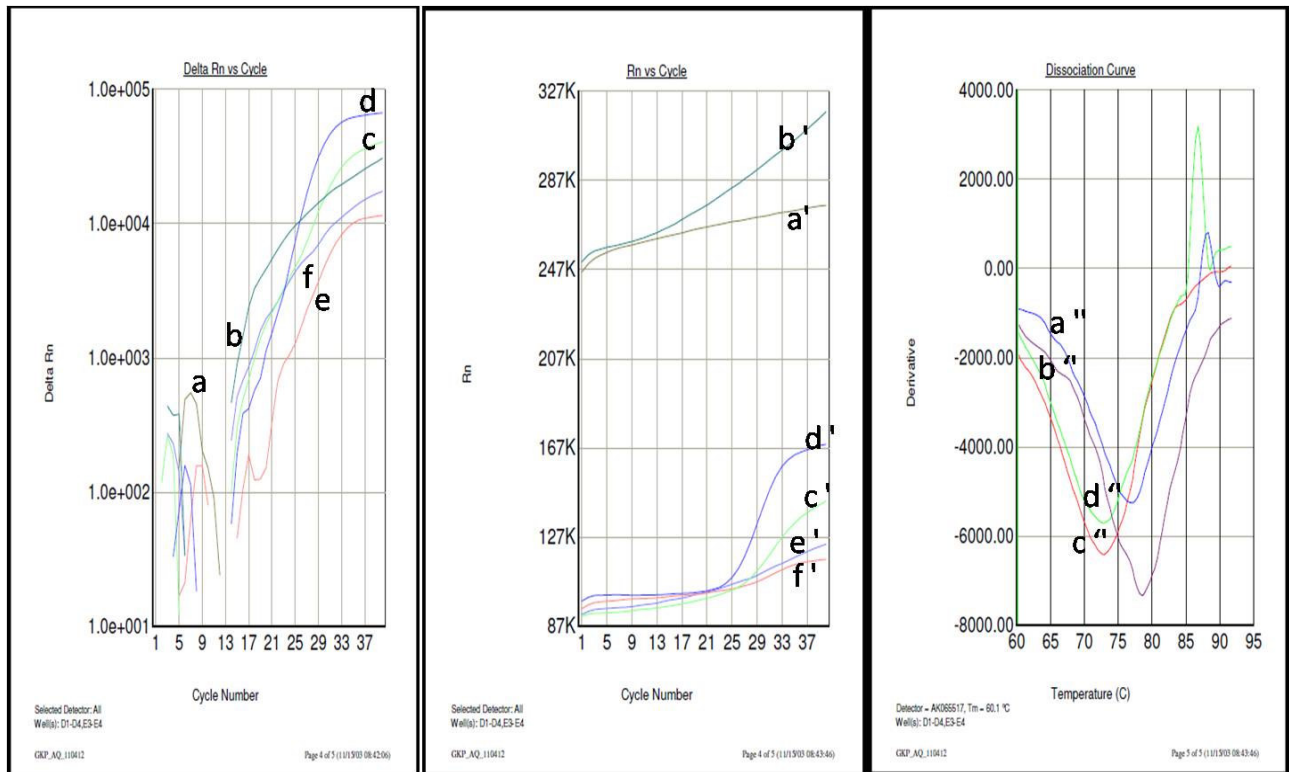 Delta Rn vs Cycle
1.0e+005
1.0e+004
1.0e+003
1.0e+002
1.0e+001
Delta Rn
d
c
f
e
b
a
1 5 9 13 17 21 25 29 33 37
Cycle Number
Selected Detector: All
Well(s): D1-D4,E3-E4
GKP_AQ_110412
Page 4 of 5 (11/15/03 08:42:06)
Rn vs Cycle
327K
287K
247K
207K
167K
127K
87K
Rn
b'
a'
d'
c'
e'
f'
1 5 9 13 17 21 25 29 33 37
Cycle Number
Selected Detector: All
Well(s): D1-D4,E3-E4
GKP_AQ_110412
Page 4 of 5 (11/15/03 08:43:46)
Dissociation Curve
4000.00
2000.00
0.00
-2000.00
-4000.00
-6000.00
-8000.00
Derivative
a "
b “
d “
c “
60 65 70 75 80 85 90 95
Temperature (C)
Detector = AK065517, Tm = 60.1 °C
Well(s): D1-D4,E3-E4
GKP_AQ_110412
Page 5 of 5 (11/15/03 08:43:46)